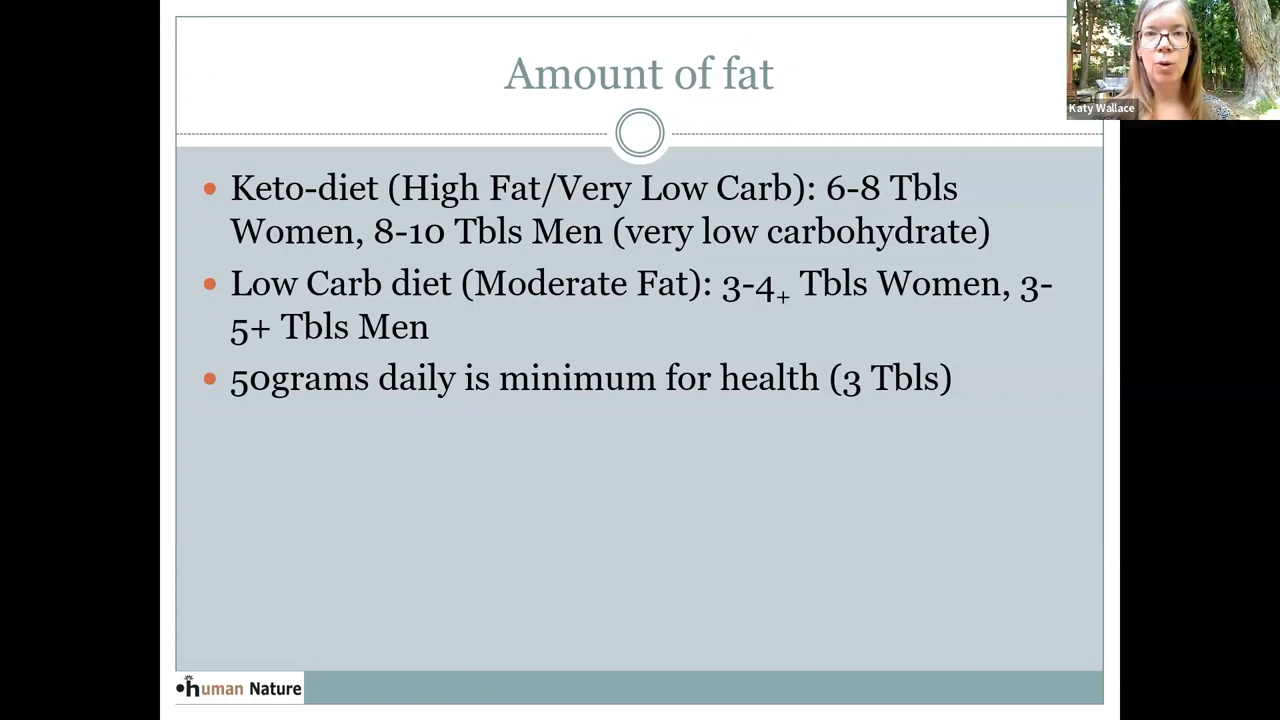 Amount of fat
Katy Wallace
• Keto-diet (High Fat/Very Low Carb): 6-8 Tbls
Women, 8-10 Tbls Men (very low carbohydrate)
• Low Carb diet (Moderate Fat): 3-4+ Tbls Women, 3-
5+ Tbls Men
• 50grams daily is minimum for health (3 Tbls)
human Nature